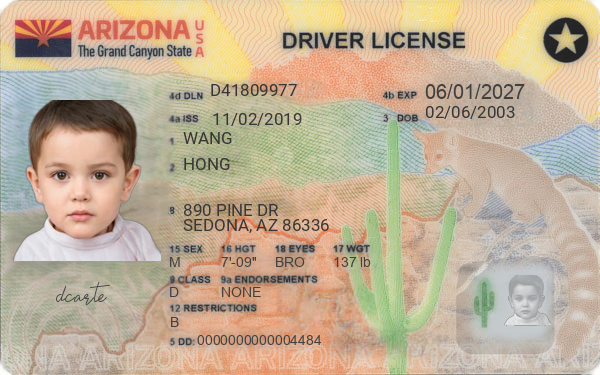 ARIZONA USA
The Grand Canyon State
DRIVER LICENSE
4d DLN D41809977
4b EXP 06/01/2027
4a ISS 11/02/2019
3 DOB 02/06/2003
1 WANG
2 HONG
8 890 PINE DR
SEDONA, AZ 86336
15 SEX 16 HGT 18 EYES 17 WGT
M 7'-09" BRO 137 lb
9 CLASS 9a ENDORSEMENTS
D NONE
12 RESTRICTIONS
B
5 DD: 0000000000004484
dcarte
ONA ARIZONA ARIZONA ARIZONA ARIZONA ARIZ